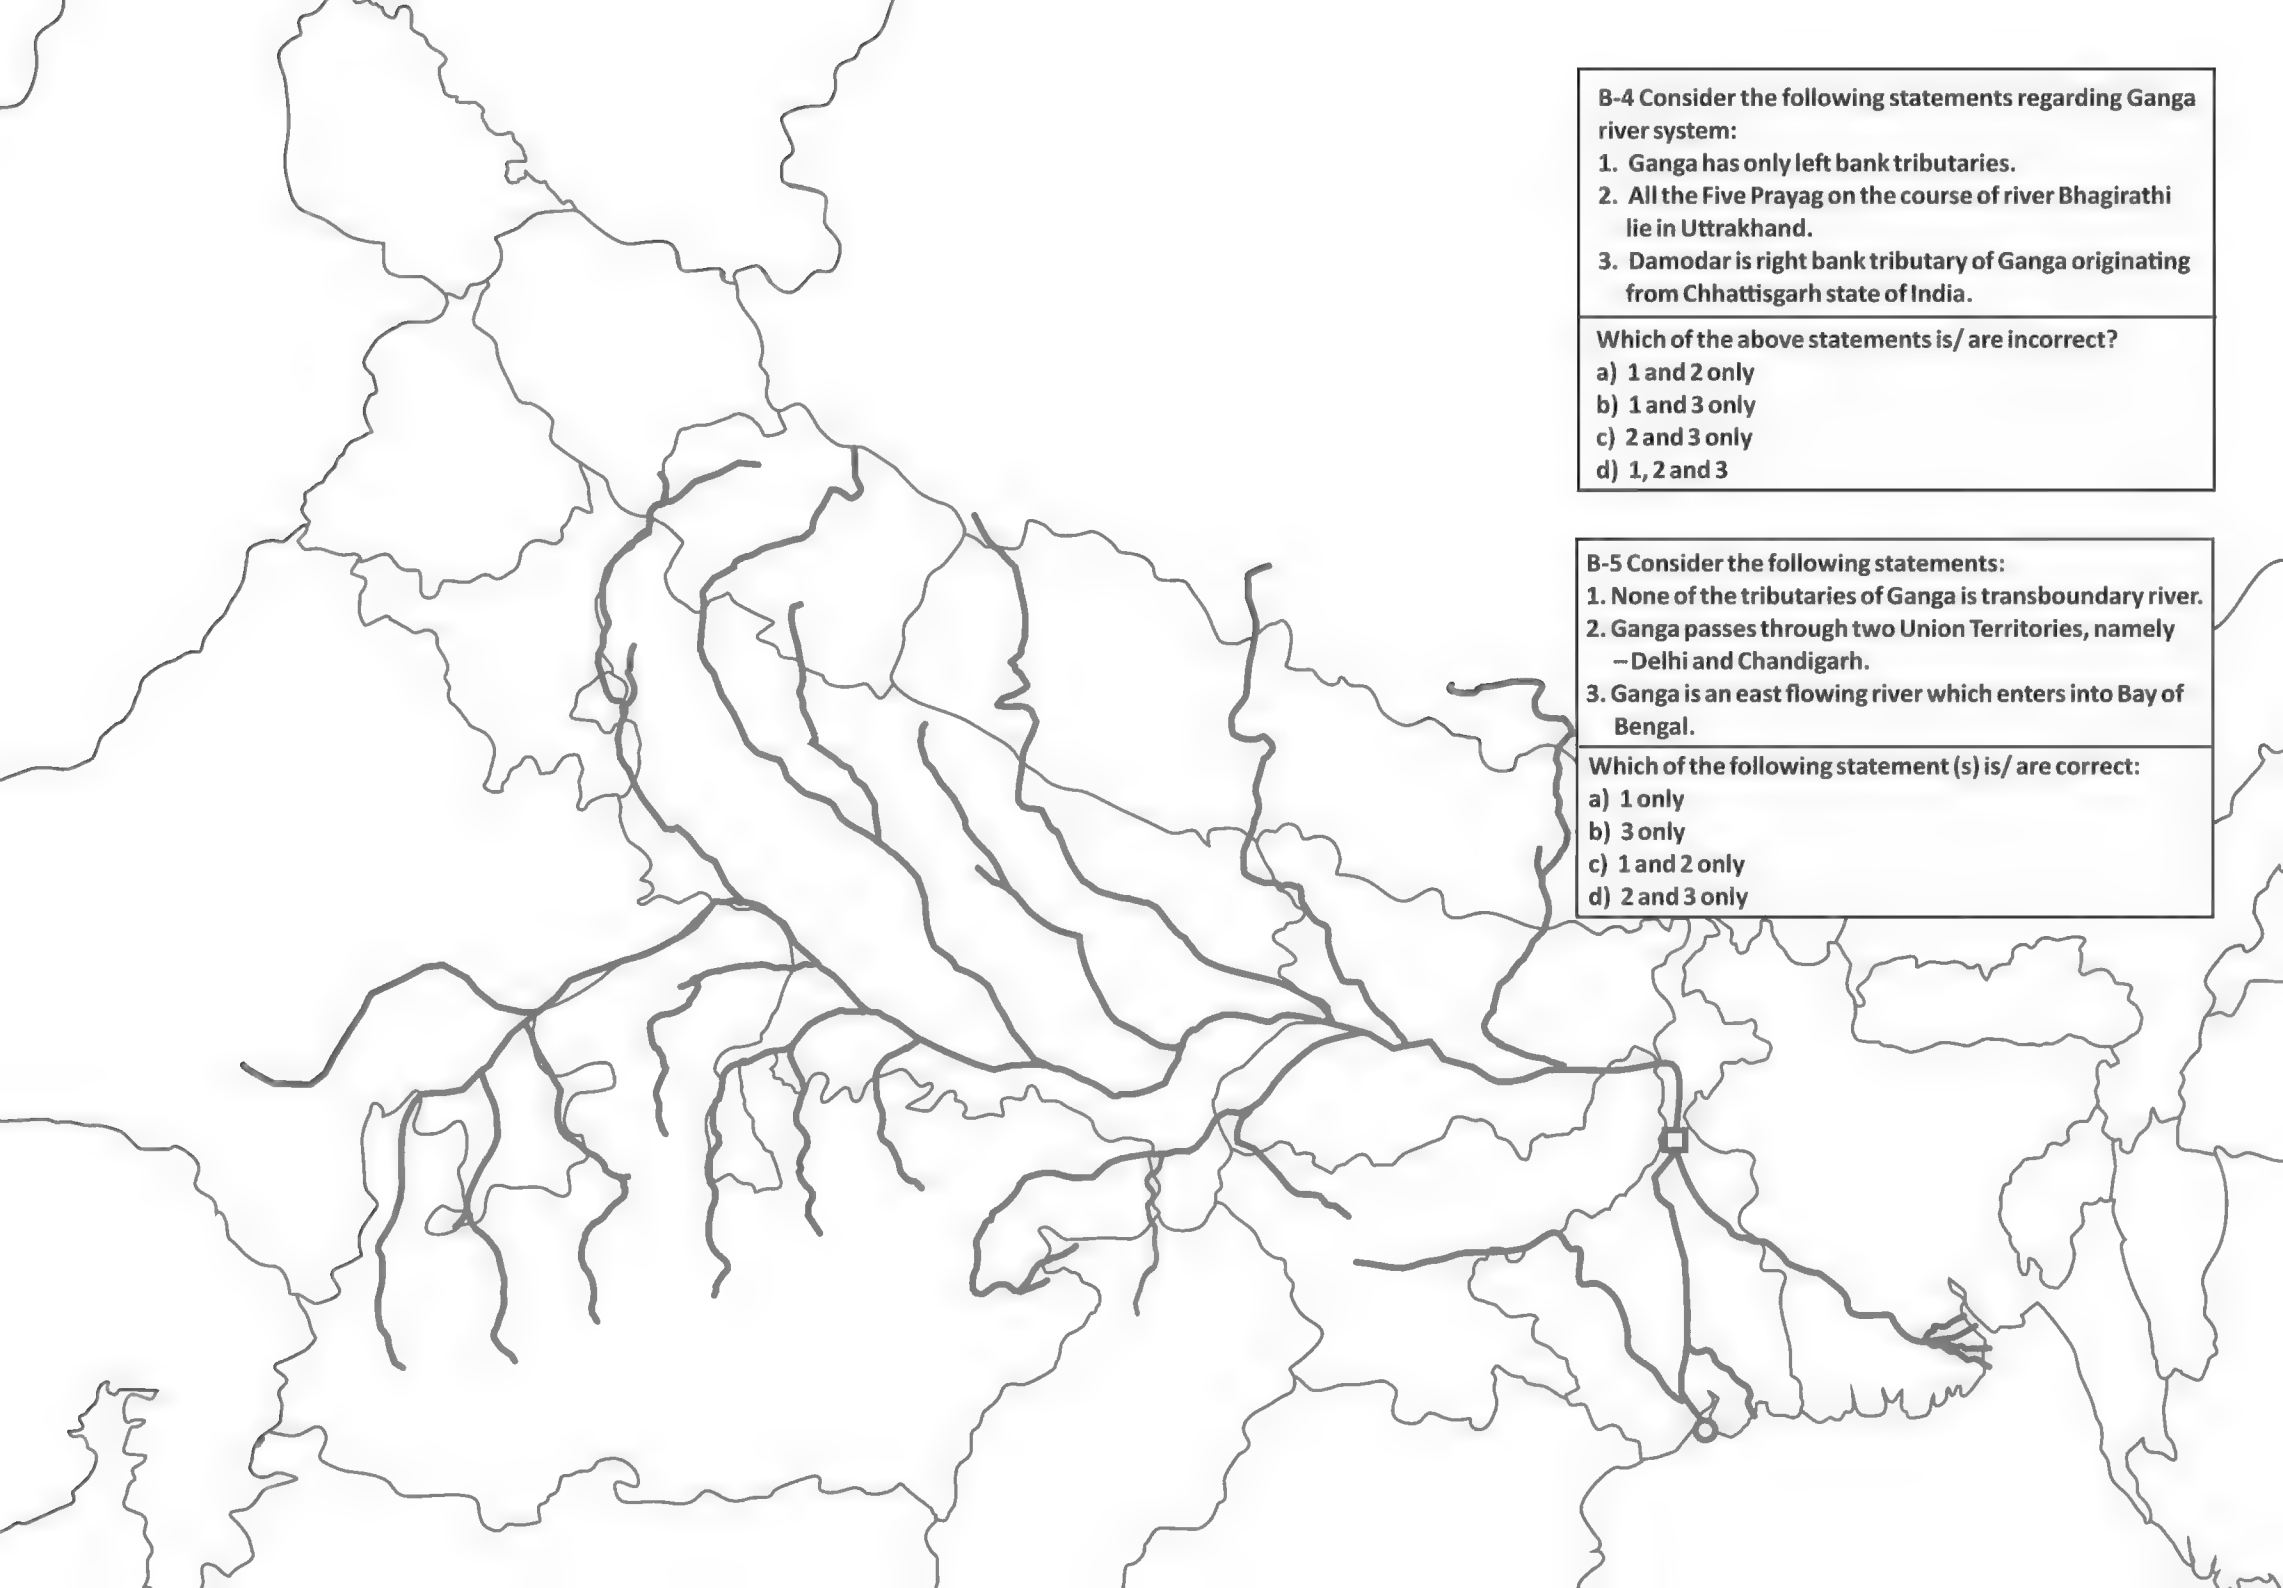 B-4 Consider the following statements regarding Ganga
river system:
1. Ganga has only left bank tributaries.
2. All the Five Prayag on the course of river Bhagirathi
lie in Uttrakhand.
3. Damodar is right bank tributary of Ganga originating
from Chhattisgarh state of India.
Which of the above statements is/ are incorrect?
a) 1 and 2 only
b) 1 and 3 only
c) 2 and 3 only
d) 1, 2 and 3
B-5 Consider the following statements:
1. None of the tributaries of Ganga is transboundary river.
2. Ganga passes through two Union Territories, namely
– Delhi and Chandigarh.
3. Ganga is an east flowing river which enters into Bay of
Bengal.
Which of the following statement (s) is/ are correct:
a) 1 only
b) 3 only
c) 1 and 2 only
d) 2 and 3 only